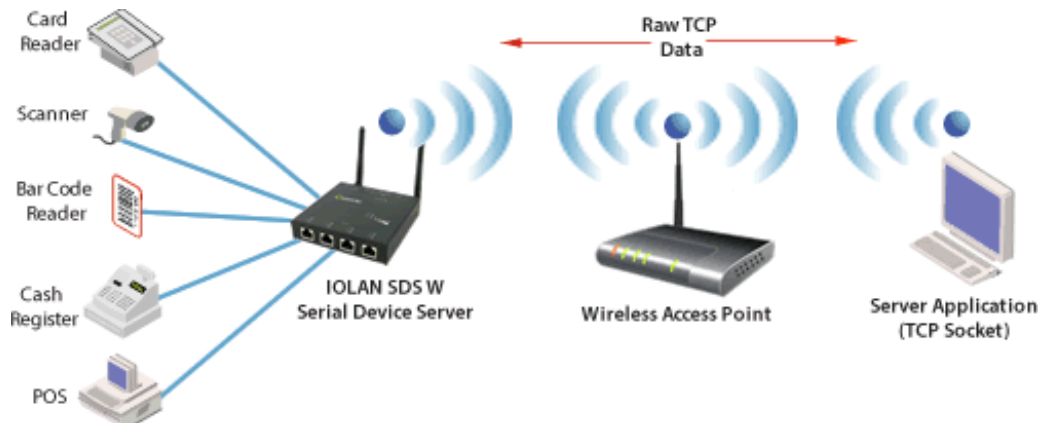 Card
Reader
Scanner
Bar Code
Reader
Cash
Register
POS
IOLAN SDS W
Serial Device Server
Raw TCP
Data
Wireless Access Point
Server Application
(TCP Socket)